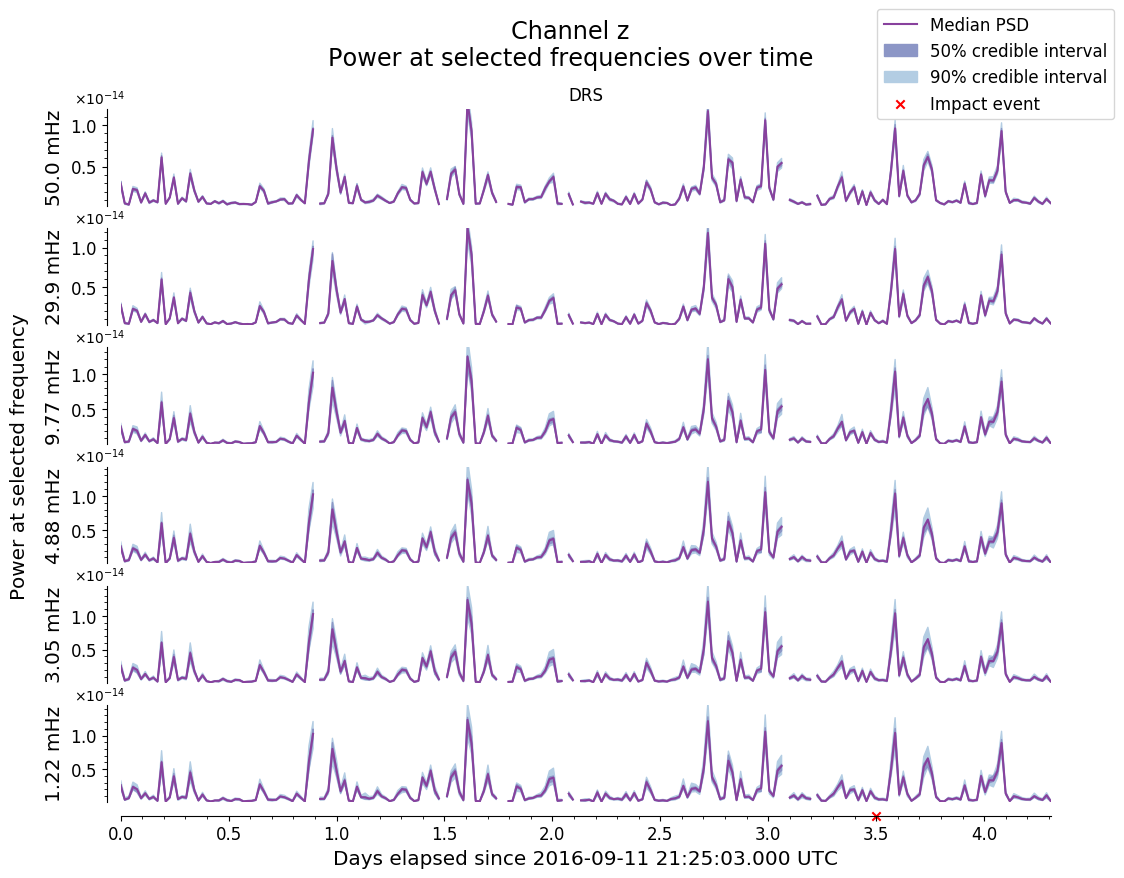 Channel z
Power at selected frequencies over time
DRS
Median PSD
50% credible interval
90% credible interval
Impact event
Power at selected frequency
×10⁻¹⁴
1.0
0.5
50.0 mHz
×10⁻¹⁴
1.0
0.5
29.9 mHz
×10⁻¹⁴
1.0
0.5
9.77 mHz
×10⁻¹⁴
1.0
0.5
4.88 mHz
×10⁻¹⁴
1.0
0.5
3.05 mHz
×10⁻¹⁴
1.0
0.5
1.22 mHz
0.0 0.5 1.0 1.5 2.0 2.5 3.0 3.5 4.0
Days elapsed since 2016-09-11 21:25:03.000 UTC